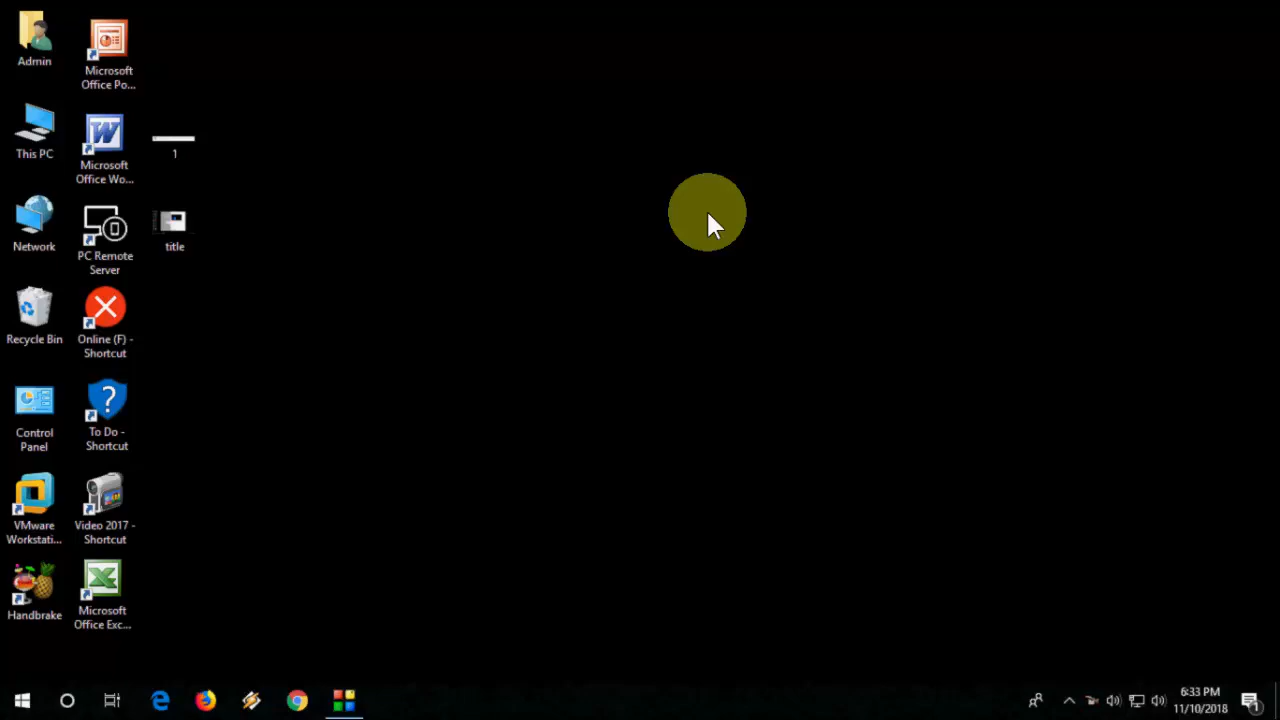 Admin
This PC
Network
Recycle Bin
Control
Panel
VMware
Workstati...
Handbrake
Microsoft
Office Po...
Microsoft
Office Wo...
PC Remote
Server
Online (F) -
Shortcut
To Do -
Shortcut
Video 2017 -
Shortcut
Microsoft
Office Exc...
1
title
6:33 PM
11/10/2018
1